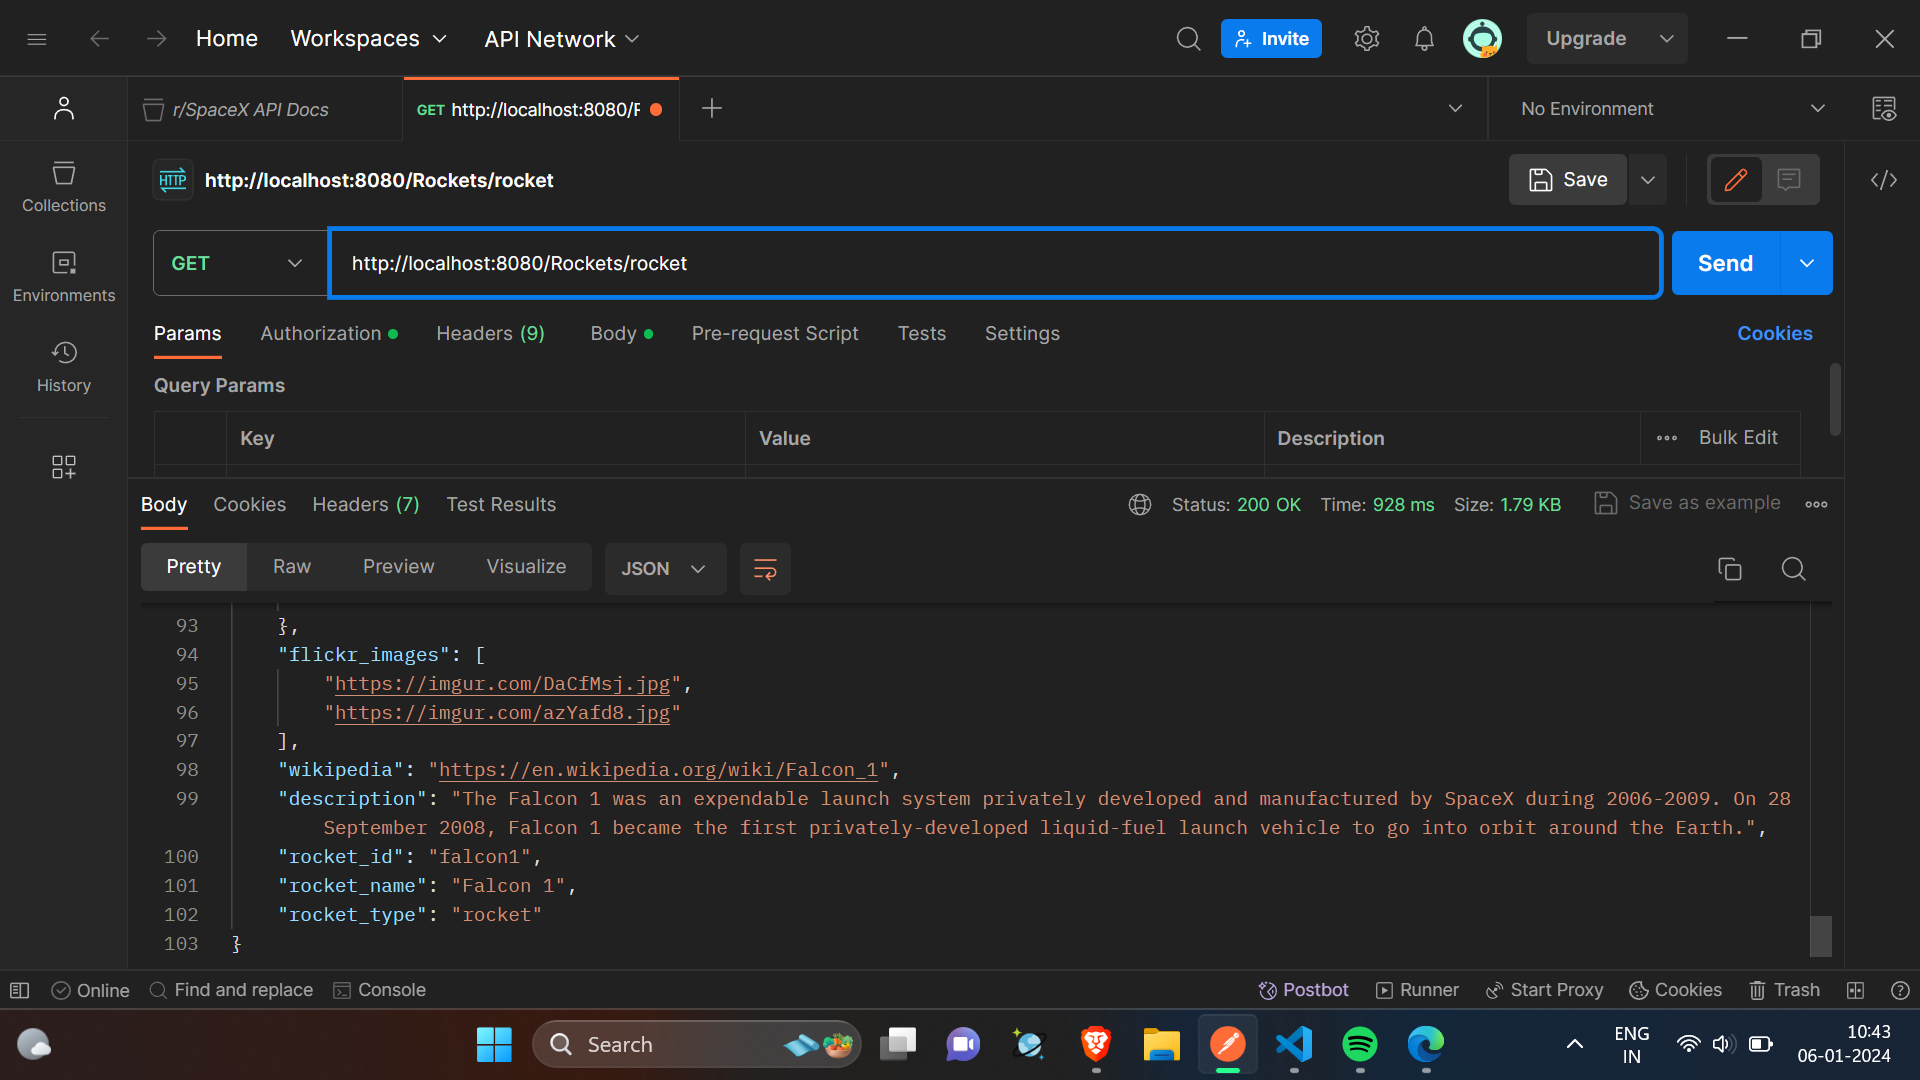 Home Workspaces API Network Invite Upgrade
r/SpaceX API Docs GET http://localhost:8080/R No Environment
HTTP http://localhost:8080/Rockets/rocket Save
Collections
GET http://localhost:8080/Rockets/rocket Send
Environments
Params Authorization Headers (9) Body Pre-request Script Tests Settings Cookies
History
Query Params
Key Value Description Bulk Edit
Body Cookies Headers (7) Test Results Status: 200 OK Time: 928 ms Size: 1.79 KB Save as example
Pretty Raw Preview Visualize JSON
93 },
94 "flickr_images": [
95 "https://imgur.com/DaCfMsj.jpg",
96 "https://imgur.com/azYafd8.jpg"
97 ],
98 "wikipedia": "https://en.wikipedia.org/wiki/Falcon_1",
99 "description": "The Falcon 1 was an expendable launch system privately developed and manufactured by SpaceX during 2006-2009. On 28
September 2008, Falcon 1 became the first privately-developed liquid-fuel launch vehicle to go into orbit around the Earth.",
100 "rocket_id": "falcon1",
101 "rocket_name": "Falcon 1",
102 "rocket_type": "rocket"
103 }
Online Find and replace Console Postbot Runner Start Proxy Cookies Trash
Search
ENG
IN
10:43
06-01-2024